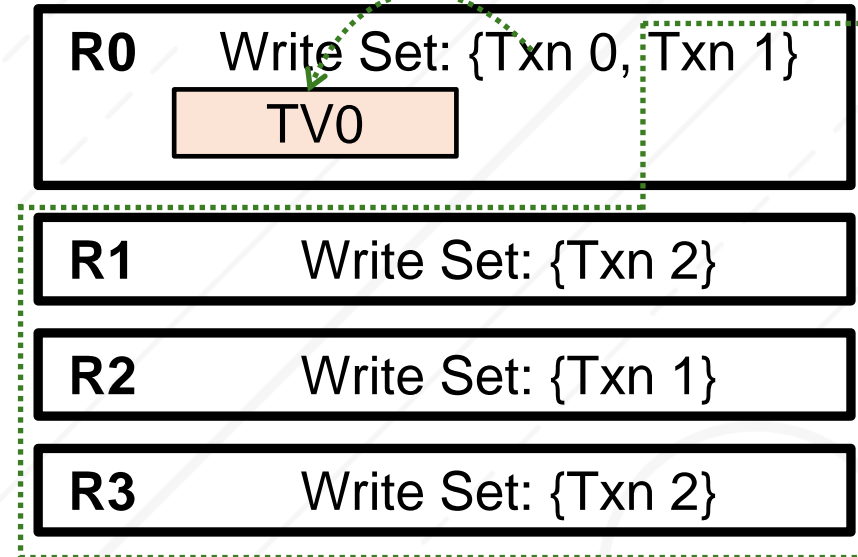 R0 Write Set: {Txn 0, Txn 1}
TV0
R1 Write Set: {Txn 2}
R2 Write Set: {Txn 1}
R3 Write Set: {Txn 2}